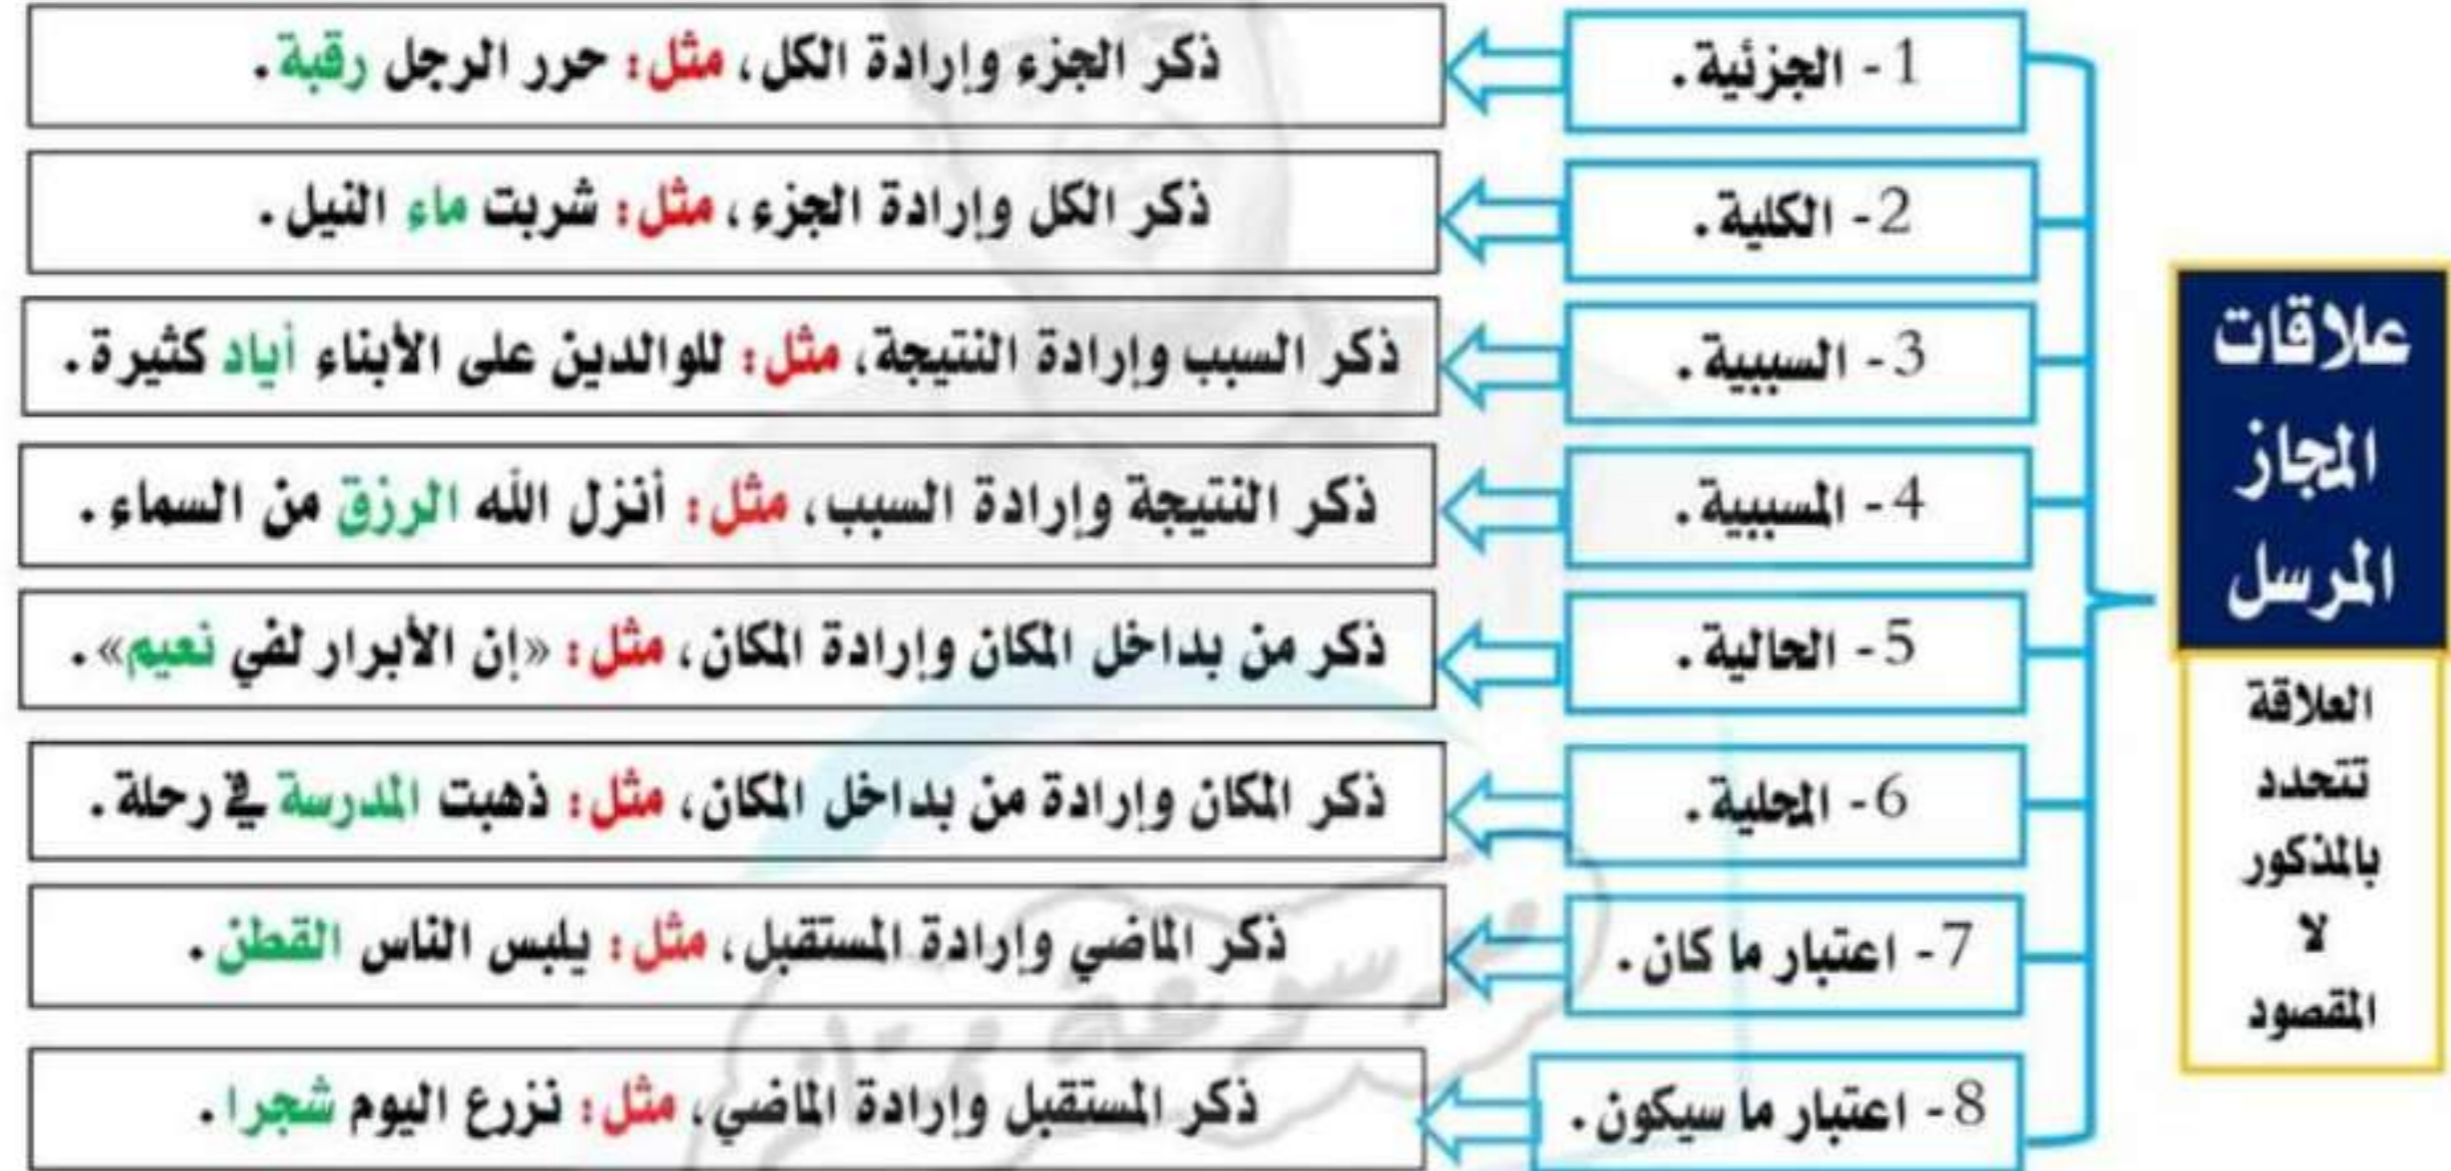 علاقات
المجاز
المرسل
العلاقة
تتحدد
بالمذكور
لا
المقصود
1- الجزئية.
ذكر الجزء وإرادة الكل، مثل: حرر الرجل رقبة.
2- الكلية.
ذكر الكل وإرادة الجزء، مثل: شربت ماء النيل.
3- السببية.
ذكر السبب وإرادة النتيجة، مثل: للوالدين على الأبناء أياد كثيرة.
4- المسببية.
ذكر النتيجة وإرادة السبب، مثل: أنزل الله الرزق من السماء.
5- الحالية.
ذكر من بداخل المكان وإرادة المكان، مثل: «إن الأبرار لفي نعيم».
6- المحلية.
ذكر المكان وإرادة من بداخل المكان، مثل: ذهبت المدرسة في رحلة.
7- اعتبار ما كان.
ذكر الماضي وإرادة المستقبل، مثل: يلبس الناس القطن.
8- اعتبار ما سيكون.
ذكر المستقبل وإرادة الماضي، مثل: نزرع اليوم شجرا.